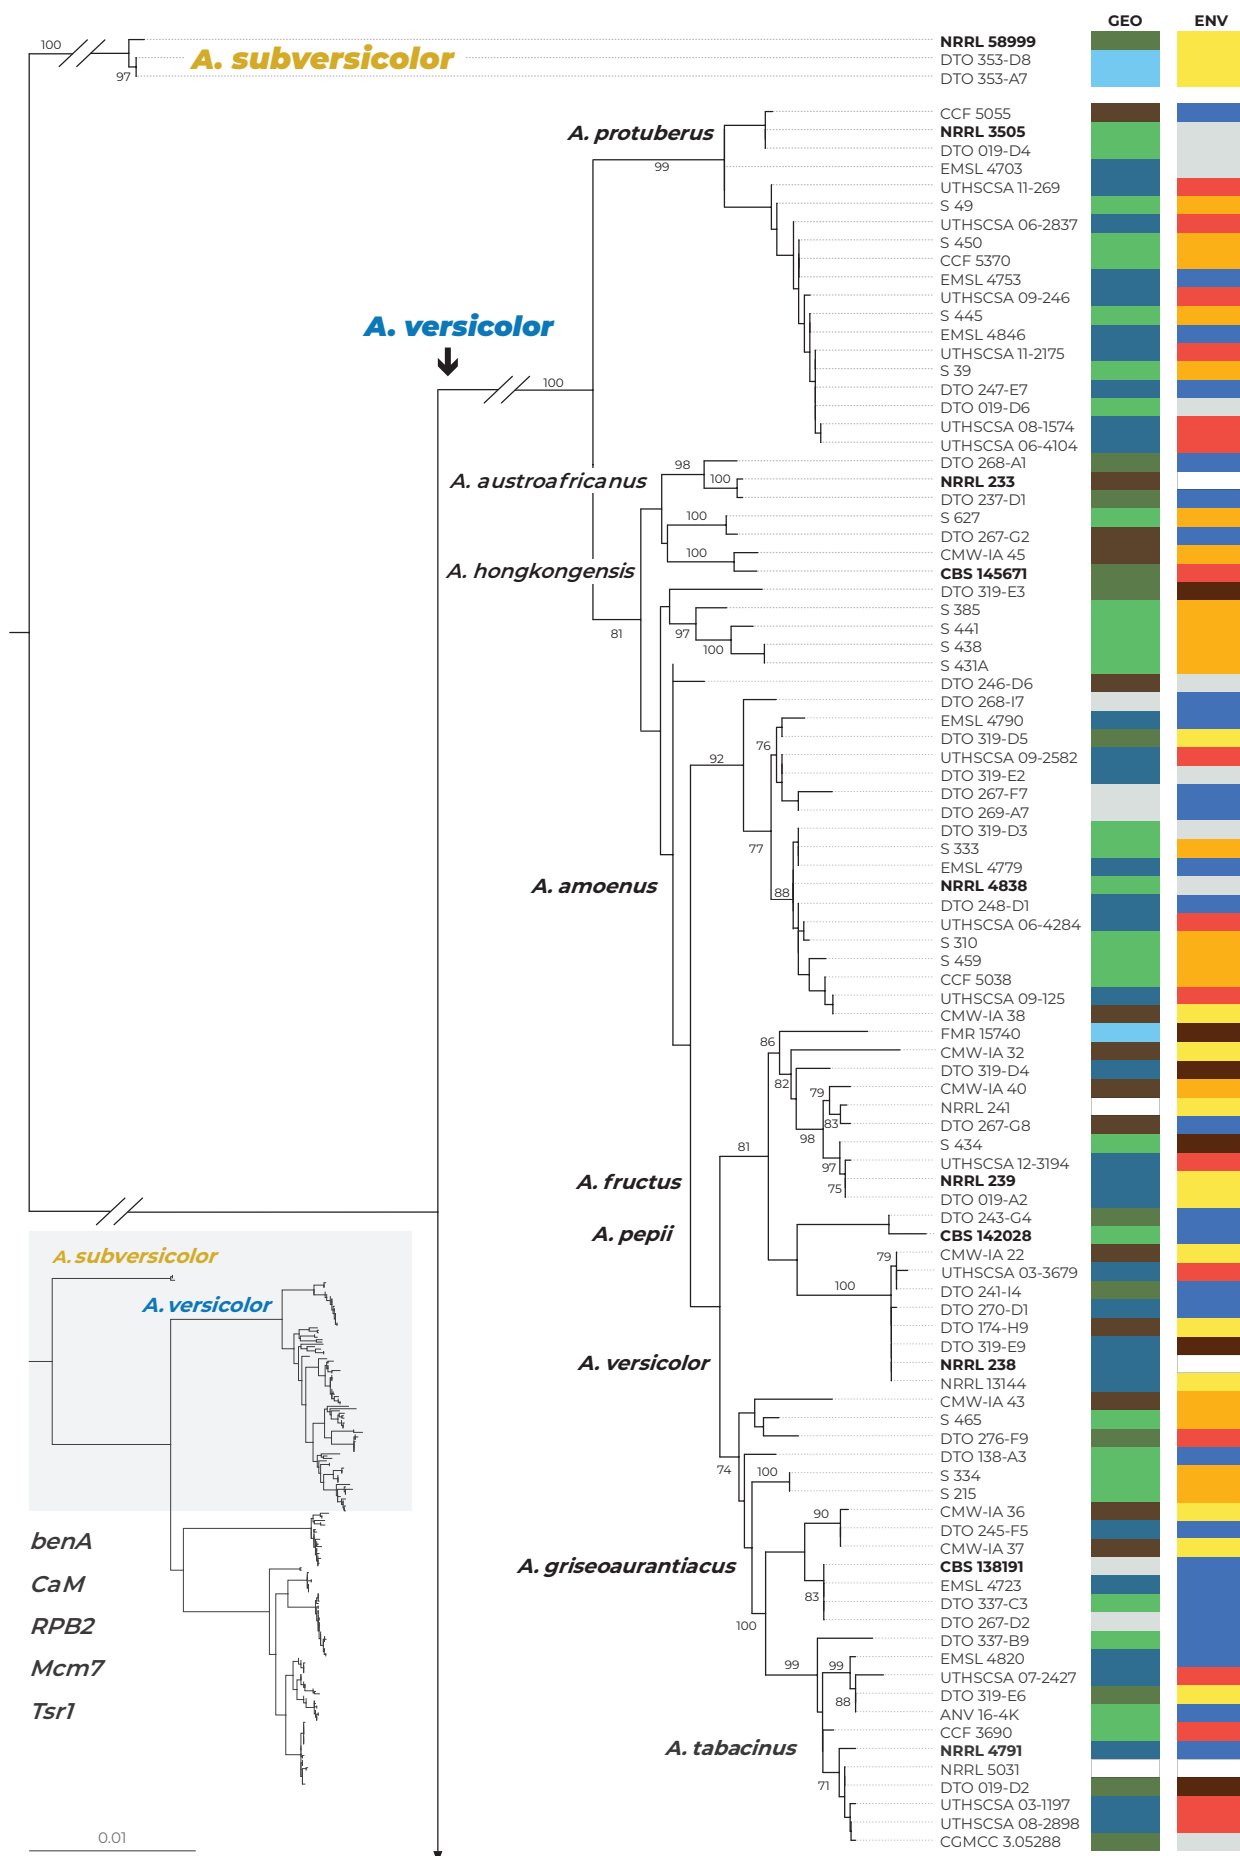 GEO ENV
100
NRRL 58999
A. subversicolor
DTO 353-D8
97
DTO 353-A7
CCF 5055
A. protuberus
NRRL 3505
DTO 019-D4
99
EMSL 4703
UTHSCSA 11-269
S 49
UTHSCSA 06-2837
S 450
CCF 5370
EMSL 4753
UTHSCSA 09-246
S 445
A. versicolor
EMSL 4846
UTHSCSA 11-2175
S 39
100
DTO 247-E7
DTO 019-D6
UTHSCSA 08-1574
UTHSCSA 06-4104
98
DTO 268-A1
A. austroafricanus
100
NRRL 233
DTO 237-D1
100
S 627
DTO 267-G2
100
CMW-IA 45
A. hongkongensis
CBS 145671
DTO 319-E3
S 385
81
97
S 441
100
S 438
S 431A
DTO 246-D6
DTO 268-I7
EMSL 4790
76
DTO 319-D5
92
UTHSCSA 09-2582
DTO 319-E2
DTO 267-F7
DTO 269-A7
DTO 319-D3
77
S 333
EMSL 4779
A. amoenus
88
NRRL 4838
DTO 248-D1
UTHSCSA 06-4284
S 310
S 459
CCF 5038
UTHSCSA 09-125
CMW-IA 38
FMR 15740
86
CMW-IA 32
82
DTO 319-D4
79
CMW-IA 40
NRRL 241
83
DTO 267-G8
98
S 434
81
97
UTHSCSA 12-3194
A. fructus
75
NRRL 239
DTO 019-A2
DTO 243-G4
A. pepii
CBS 142028
A. subversicolor
79
CMW-IA 22
UTHSCSA 03-3679
100
DTO 241-I4
A. versicolor
DTO 270-D1
DTO 174-H9
DTO 319-E9
A. versicolor
NRRL 238
NRRL 13144
CMW-IA 43
S 465
DTO 276-F9
DTO 138-A3
74
100
S 334
S 215
90
CMW-IA 36
benA
DTO 245-F5
CMW-IA 37
A. griseoaurantiacus
CBS 138191
CaM
EMSL 4723
83
DTO 337-C3
100
DTO 267-D2
RPB2
DTO 337-B9
99
99
EMSL 4820
Mcm7
UTHSCSA 07-2427
88
DTO 319-E6
Tsr1
ANV 16-4K
CCF 3690
A. tabacinus
NRRL 4791
NRRL 5031
71
DTO 019-D2
UTHSCSA 03-1197
UTHSCSA 08-2898
0.01
CGMCC 3.05288